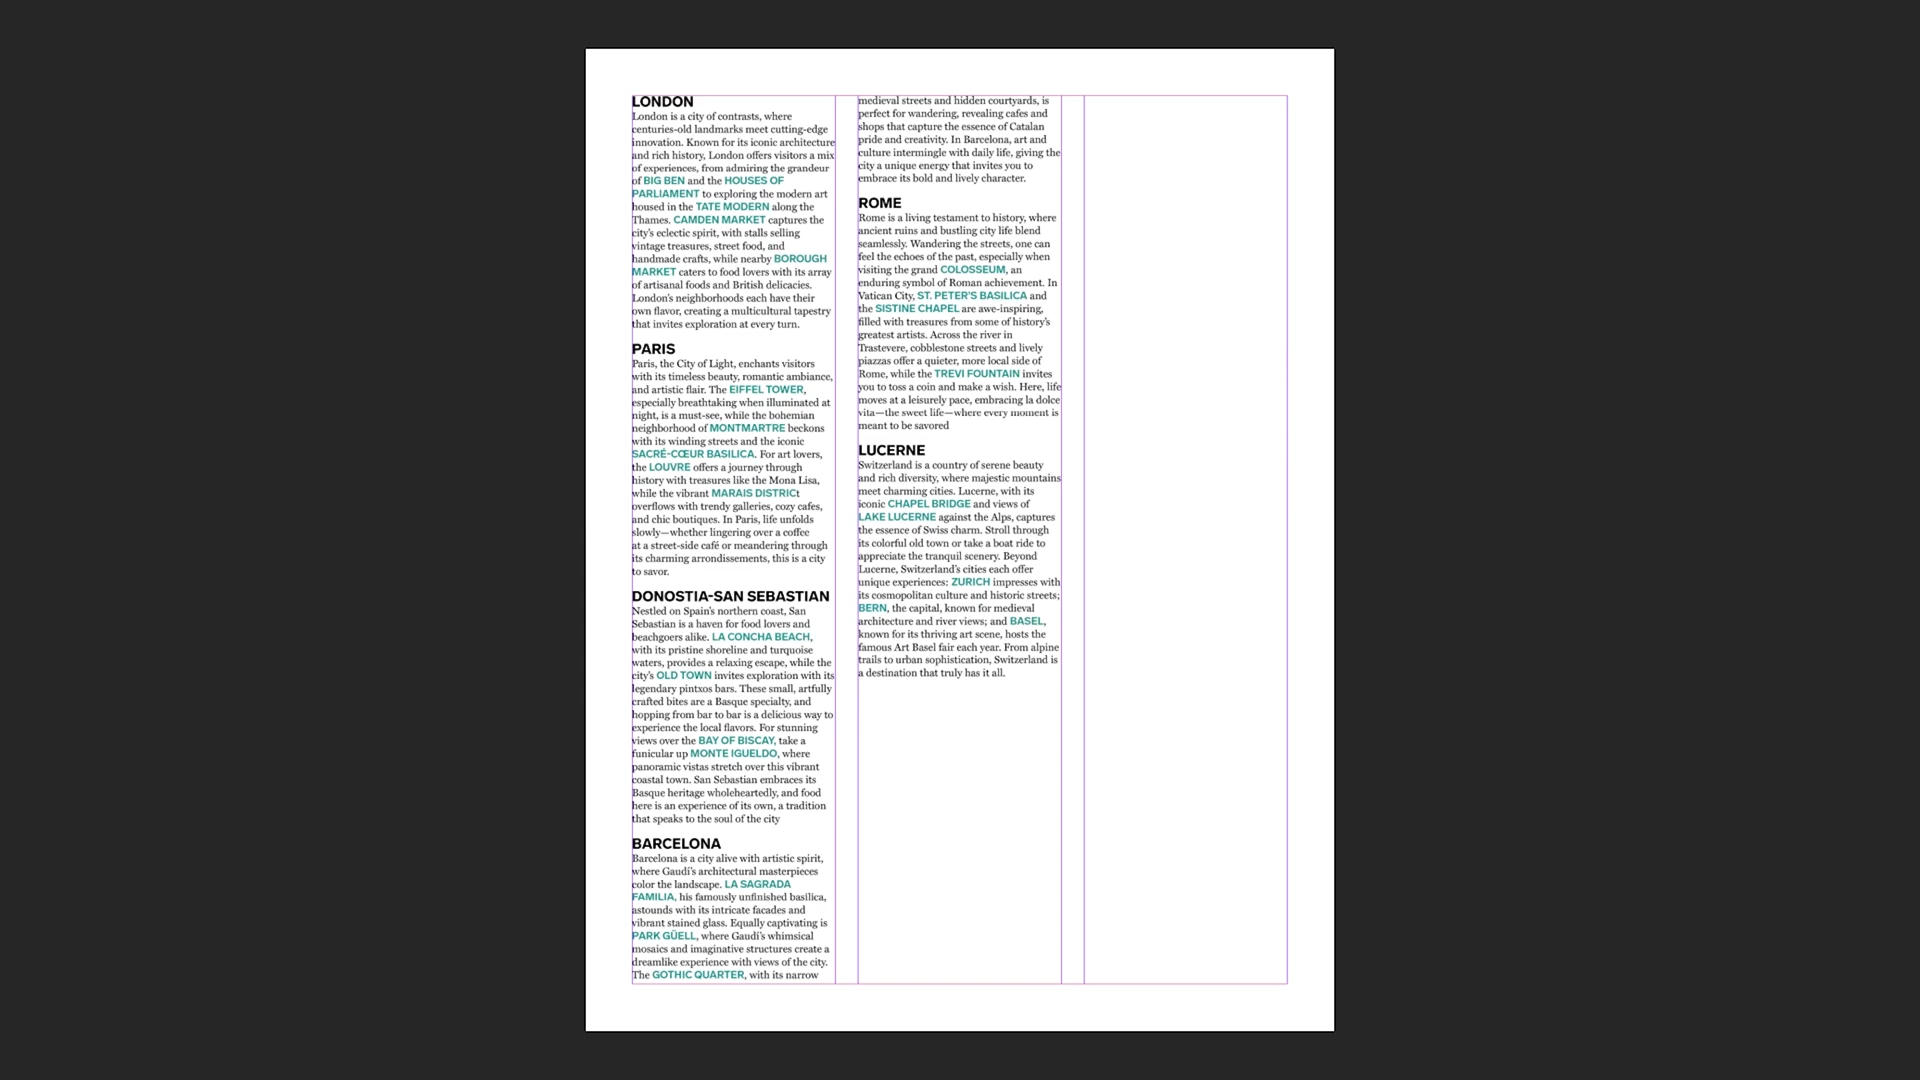 LONDON
London is a city of contrasts, where
centuries-old landmarks meet cutting-edge
innovation. Known for its iconic architecture
and rich history, London offers visitors a mix
of experiences, from admiring the grandeur
of BIG BEN and the HOUSES OF
PARLIAMENT to exploring the modern art
housed in the TATE MODERN along the
Thames. CAMDEN MARKET captures the
city's eclectic spirit, with stalls selling
vintage treasures, street food, and
handmade crafts, while nearby BOROUGH
MARKET caters to food lovers with its array
of artisanal foods and British delicacies.
London's neighborhoods each have their
own flavor, creating a multicultural tapestry
that invites exploration at every turn.
PARIS
Paris, the City of Light, enchants visitors
with its timeless beauty, romantic ambiance,
and artistic flair. The EIFFEL TOWER,
especially breathtaking when illuminated at
night, is a must-see, while the bohemian
neighborhood of MONTMARTRE beckons
with its winding streets and the iconic
SACRÉ-CŒUR BASILICA. For art lovers,
the LOUVRE offers a journey through
history with treasures like the Mona Lisa,
while the vibrant MARAIS DISTRICt
overflows with trendy galleries, cozy cafes,
and chic boutiques. In Paris, life unfolds
slowly—whether lingering over a coffee
at a street-side café or meandering through
its charming arrondissements, this is a city
to savor.
DONOSTIA-SAN SEBASTIAN
Nestled on Spain's northern coast, San
Sebastian is a haven for food lovers and
beachgoers alike. LA CONCHA BEACH,
with its pristine shoreline and turquoise
waters, provides a relaxing escape, while the
city's OLD TOWN invites exploration with its
legendary pintxos bars. These small, artfully
crafted bites are a Basque specialty, and
hopping from bar to bar is a delicious way to
experience the local flavors. For stunning
views over the BAY OF BISCAY, take a
funicular up MONTE IGUELDO, where
panoramic vistas stretch over this vibrant
coastal town. San Sebastian embraces its
Basque heritage wholeheartedly, and food
here is an experience of its own, a tradition
that speaks to the soul of the city
BARCELONA
Barcelona is a city alive with artistic spirit,
where Gaudí's architectural masterpieces
color the landscape. LA SAGRADA
FAMILIA, his famously unfinished basilica,
astounds with its intricate facades and
vibrant stained glass. Equally captivating is
PARK GÜELL, where Gaudí's whimsical
mosaics and imaginative structures create a
dreamlike experience with views of the city.
The GOTHIC QUARTER, with its narrow
medieval streets and hidden courtyards, is
perfect for wandering, revealing cafes and
shops that capture the essence of Catalan
pride and creativity. In Barcelona, art and
culture intermingle with daily life, giving the
city a unique energy that invites you to
embrace its bold and lively character.
ROME
Rome is a living testament to history, where
ancient ruins and bustling city life blend
seamlessly. Wandering the streets, one can
feel the echoes of the past, especially when
visiting the grand COLOSSEUM, an
enduring symbol of Roman achievement. In
Vatican City, ST. PETER'S BASILICA and
the SISTINE CHAPEL are awe-inspiring,
filled with treasures from some of history's
greatest artists. Across the river in
Trastevere, cobblestone streets and lively
piazzas offer a quieter, more local side of
Rome, while the TREVI FOUNTAIN invites
you to toss a coin and make a wish. Here, life
moves at a leisurely pace, embracing la dolce
vita—the sweet life—where every moment is
meant to be savored
LUCERNE
Switzerland is a country of serene beauty
and rich diversity, where majestic mountains
meet charming cities. Lucerne, with its
iconic CHAPEL BRIDGE and views of
LAKE LUCERNE against the Alps, captures
the essence of Swiss charm. Stroll through
its colorful old town or take a boat ride to
appreciate the tranquil scenery. Beyond
Lucerne, Switzerland's cities each offer
unique experiences: ZURICH impresses with
its cosmopolitan culture and historic streets;
BERN, the capital, known for medieval
architecture and river views; and BASEL,
known for its thriving art scene, hosts the
famous Art Basel fair each year. From alpine
trails to urban sophistication, Switzerland is
a destination that truly has it all.